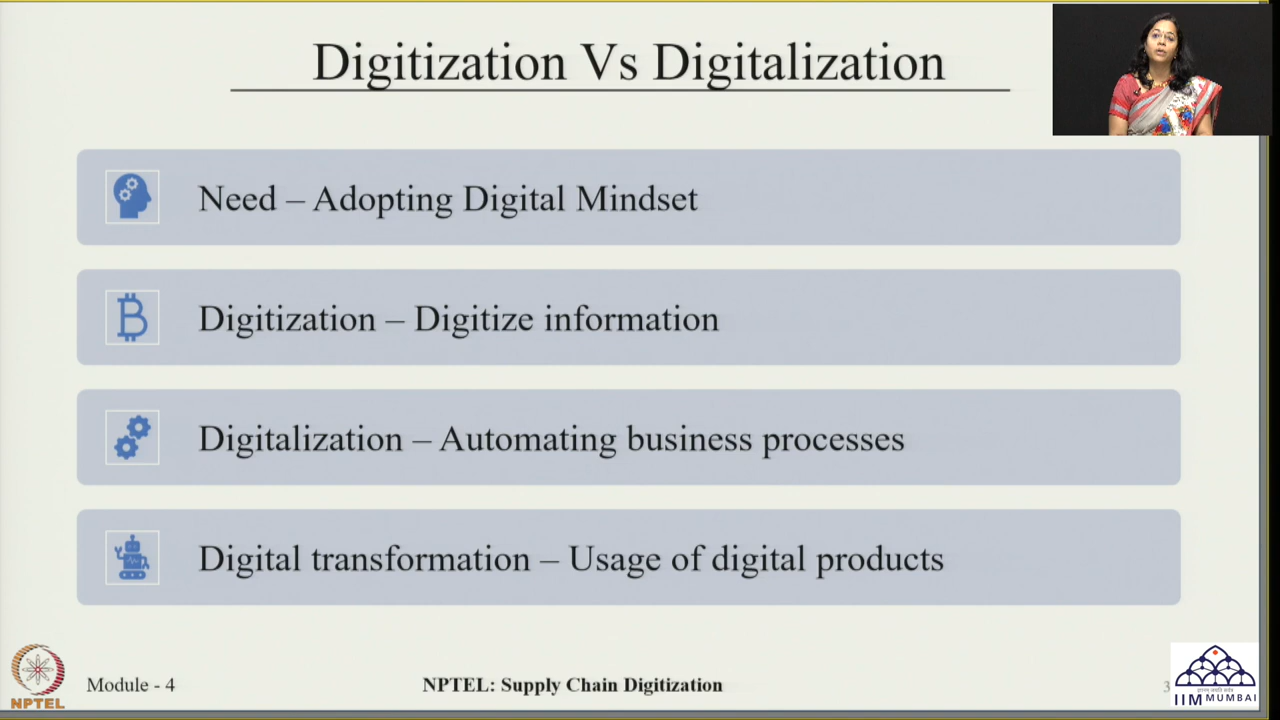 Digitization Vs Digitalization
Need – Adopting Digital Mindset
Digitization – Digitize information
Digitalization – Automating business processes
Digital transformation – Usage of digital products
Module - 4
NPTEL: Supply Chain Digitization
3
NPTEL
IIM MUMBAI